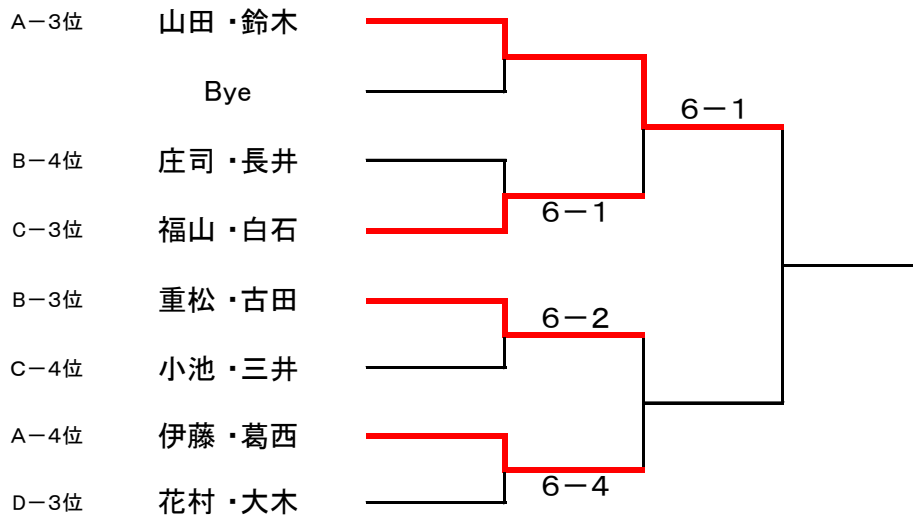 A－3位 山田・鈴木
Bye
6－1
B－4位 庄司・長井
6－1
C－3位 福山・白石
B－3位 重松・古田
6－2
C－4位 小池・三井
A－4位 伊藤・葛西
6－4
D－3位 花村・大木